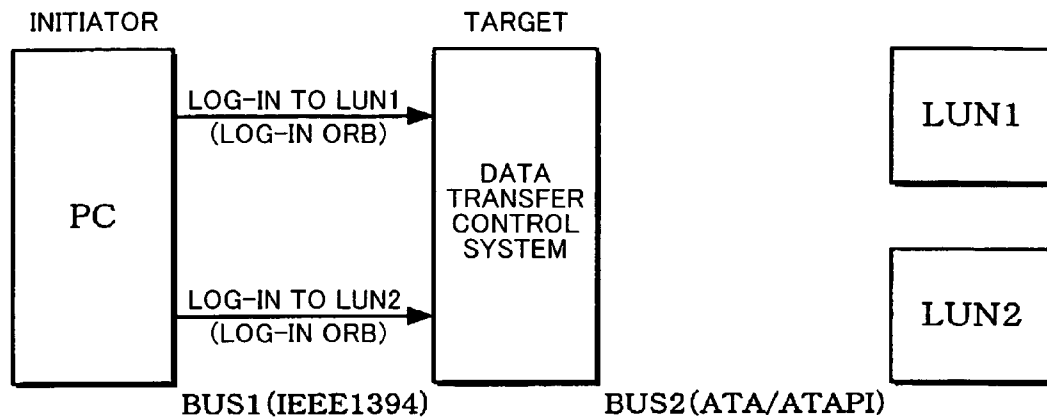 INITIATOR
TARGET
LOG-IN TO LUN1
(LOG-IN ORB)
LUN1
PC
DATA
TRANSFER
CONTROL
SYSTEM
LOG-IN TO LUN2
(LOG-IN ORB)
LUN2
BUS1(IEEE1394)
BUS2(ATA/ATAPI)